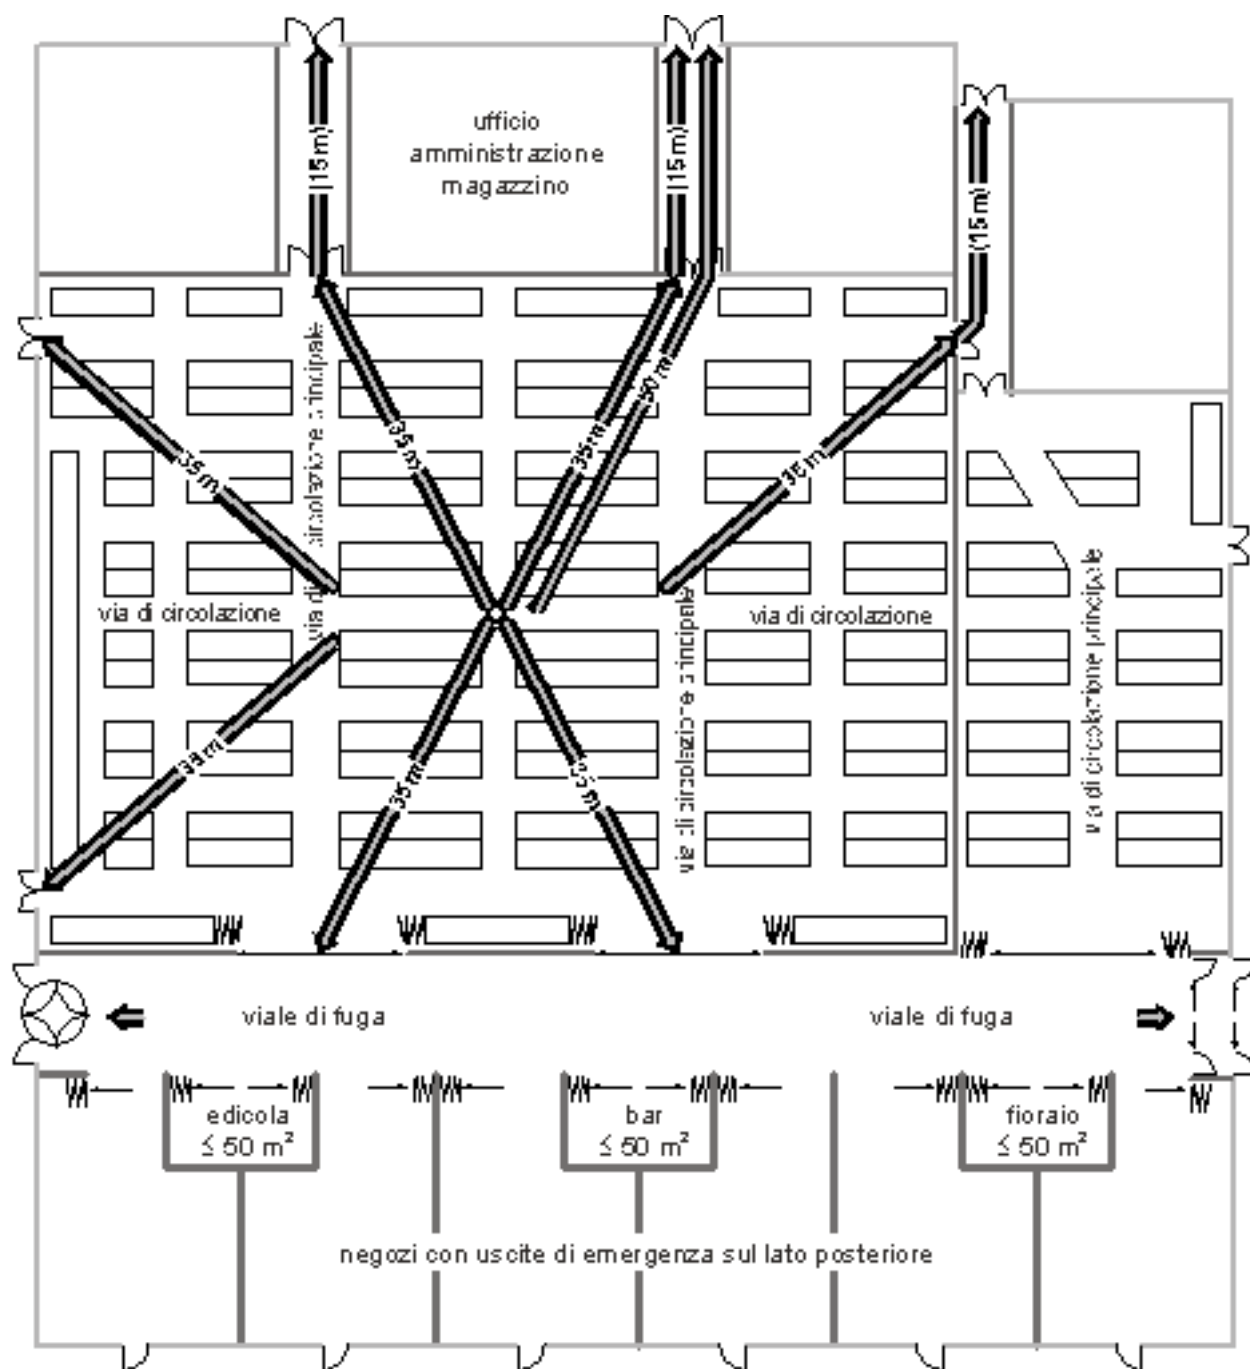 ufficio
amministrazione
magazzino
(15 m)
(15 m)
(15 m)
via di circolazione principale
35 m
35 m
35 m
50 m
35 m
via di circolazione
via di circolazione
via di circolazione principale
via di circolazione principale
35 m
35 m
viale di fuga
viale di fuga
edicola
≤ 50 m²
bar
≤ 50 m²
fioraio
≤ 50 m²
negozi con uscite di emergenza sul lato posteriore